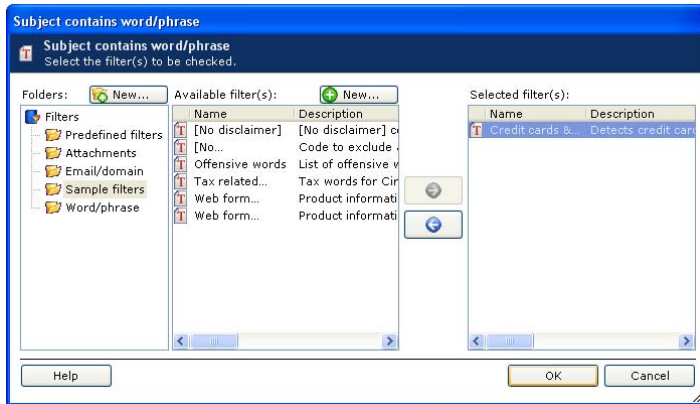 Subject contains word/phrase
Subject contains word/phrase
Select the filter(s) to be checked.
Folders: New... Available filter(s): New... Selected filter(s):
Filters
Predefined filters
Attachments
Email/domain
Sample filters
Word/phrase
Name Description
[No disclaimer] [No disclaimer] c
[No... Code to exclude
Offensive words List of offensive w
Tax related... Tax words for Cir
Web form... Product informati
Web form... Product informati
Name Description
Credit cards &... Detects credit card
Help OK Cancel